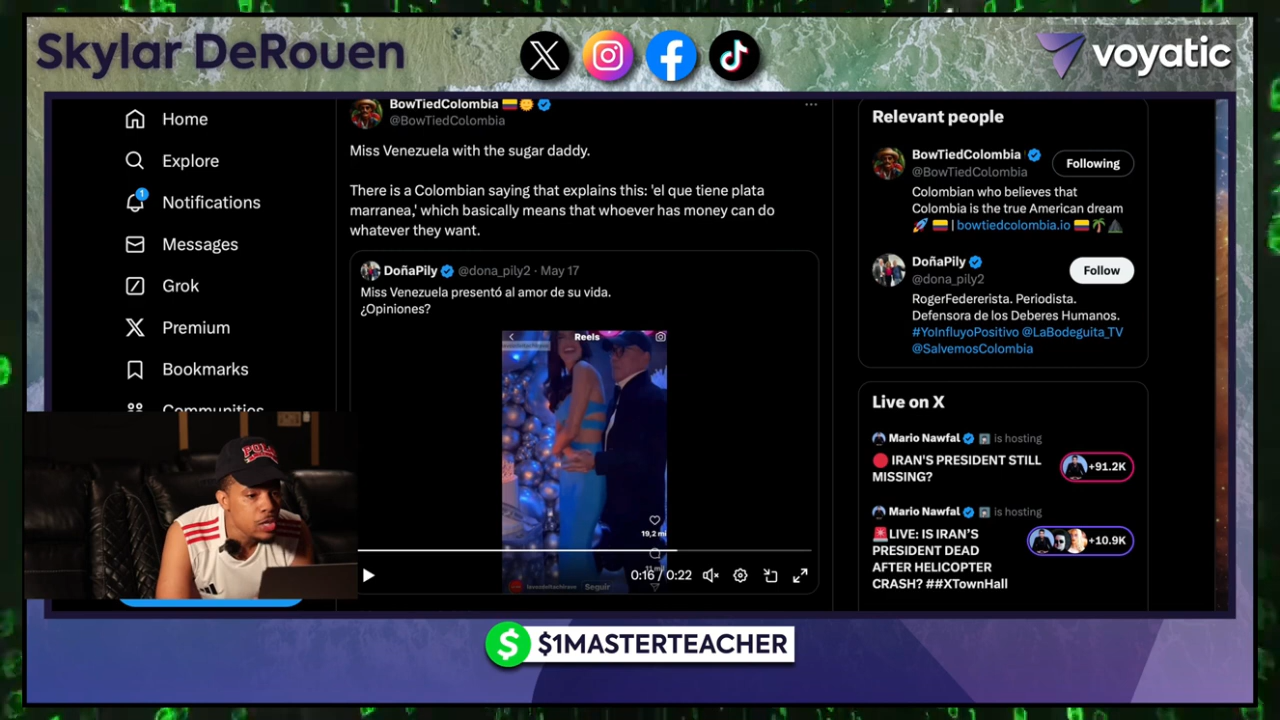 Skylar DeRouen
voyatic
Home
Explore
1
Notifications
Messages
Grok
Premium
Bookmarks
Communities
BowTiedColombia
@BowTiedColombia
Miss Venezuela with the sugar daddy.
There is a Colombian saying that explains this: 'el que tiene plata
marranea,' which basically means that whoever has money can do
whatever they want.
DoñaPily @dona_pily2 · May 17
Miss Venezuela presentó al amor de su vida.
¿Opiniones?
Reels
19,2 mil
0:16 / 0:22
Seguir
Relevant people
BowTiedColombia
@BowTiedColombia
Following
Colombian who believes that
Colombia is the true American dream
| bowtiedcolombia.io
DoñaPily
@dona_pily2
Follow
RogerFedererista. Periodista.
Defensora de los Deberes Humanos.
#YoInfluyoPositivo @LaBodeguita_TV
@SalvemosColombia
Live on X
Mario Nawfal is hosting
IRAN'S PRESIDENT STILL
MISSING?
+91.2K
Mario Nawfal is hosting
LIVE: IS IRAN'S
PRESIDENT DEAD
AFTER HELICOPTER
CRASH? ##XTownHall
+10.9K
$ $1MASTERTEACHER